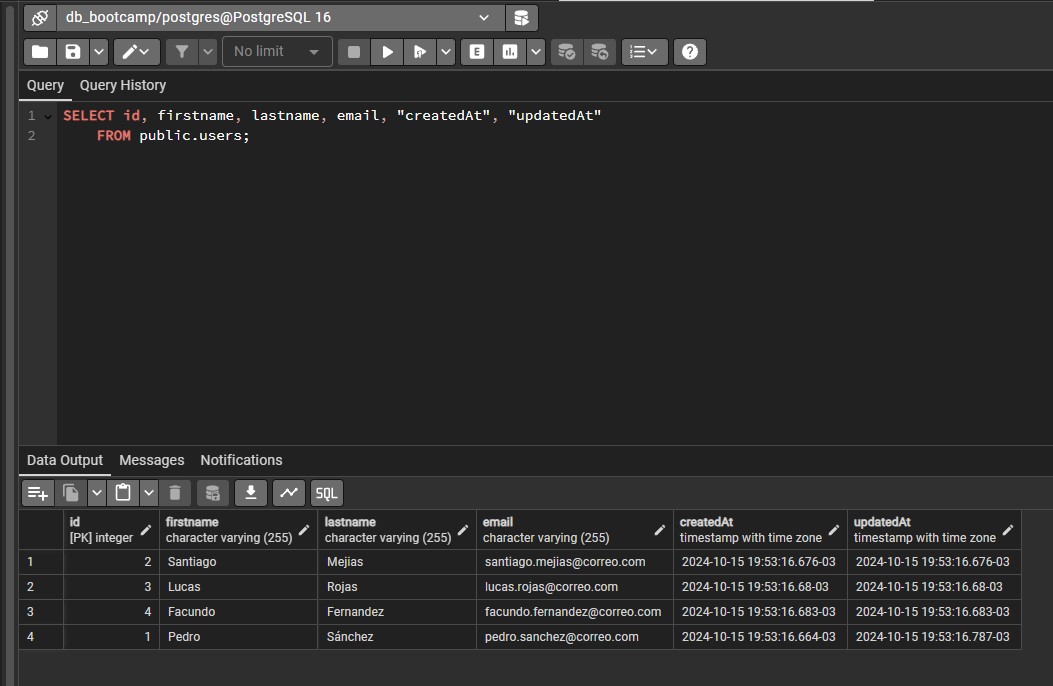 db_bootcamp/postgres@PostgreSQL 16
No limit
E
Query Query History
1 SELECT id, firstname, lastname, email, "createdAt", "updatedAt"
2 FROM public.users;
Data Output Messages Notifications
SQL
id firstname lastname email createdAt updatedAt
[PK] integer character varying (255) character varying (255) character varying (255) timestamp with time zone timestamp with time zone
1 2 Santiago Mejias santiago.mejias@correo.com 2024-10-15 19:53:16.676-03 2024-10-15 19:53:16.676-03
2 3 Lucas Rojas lucas.rojas@correo.com 2024-10-15 19:53:16.68-03 2024-10-15 19:53:16.68-03
3 4 Facundo Fernandez facundo.fernandez@correo.com 2024-10-15 19:53:16.683-03 2024-10-15 19:53:16.683-03
4 1 Pedro Sánchez pedro.sanchez@correo.com 2024-10-15 19:53:16.664-03 2024-10-15 19:53:16.787-03